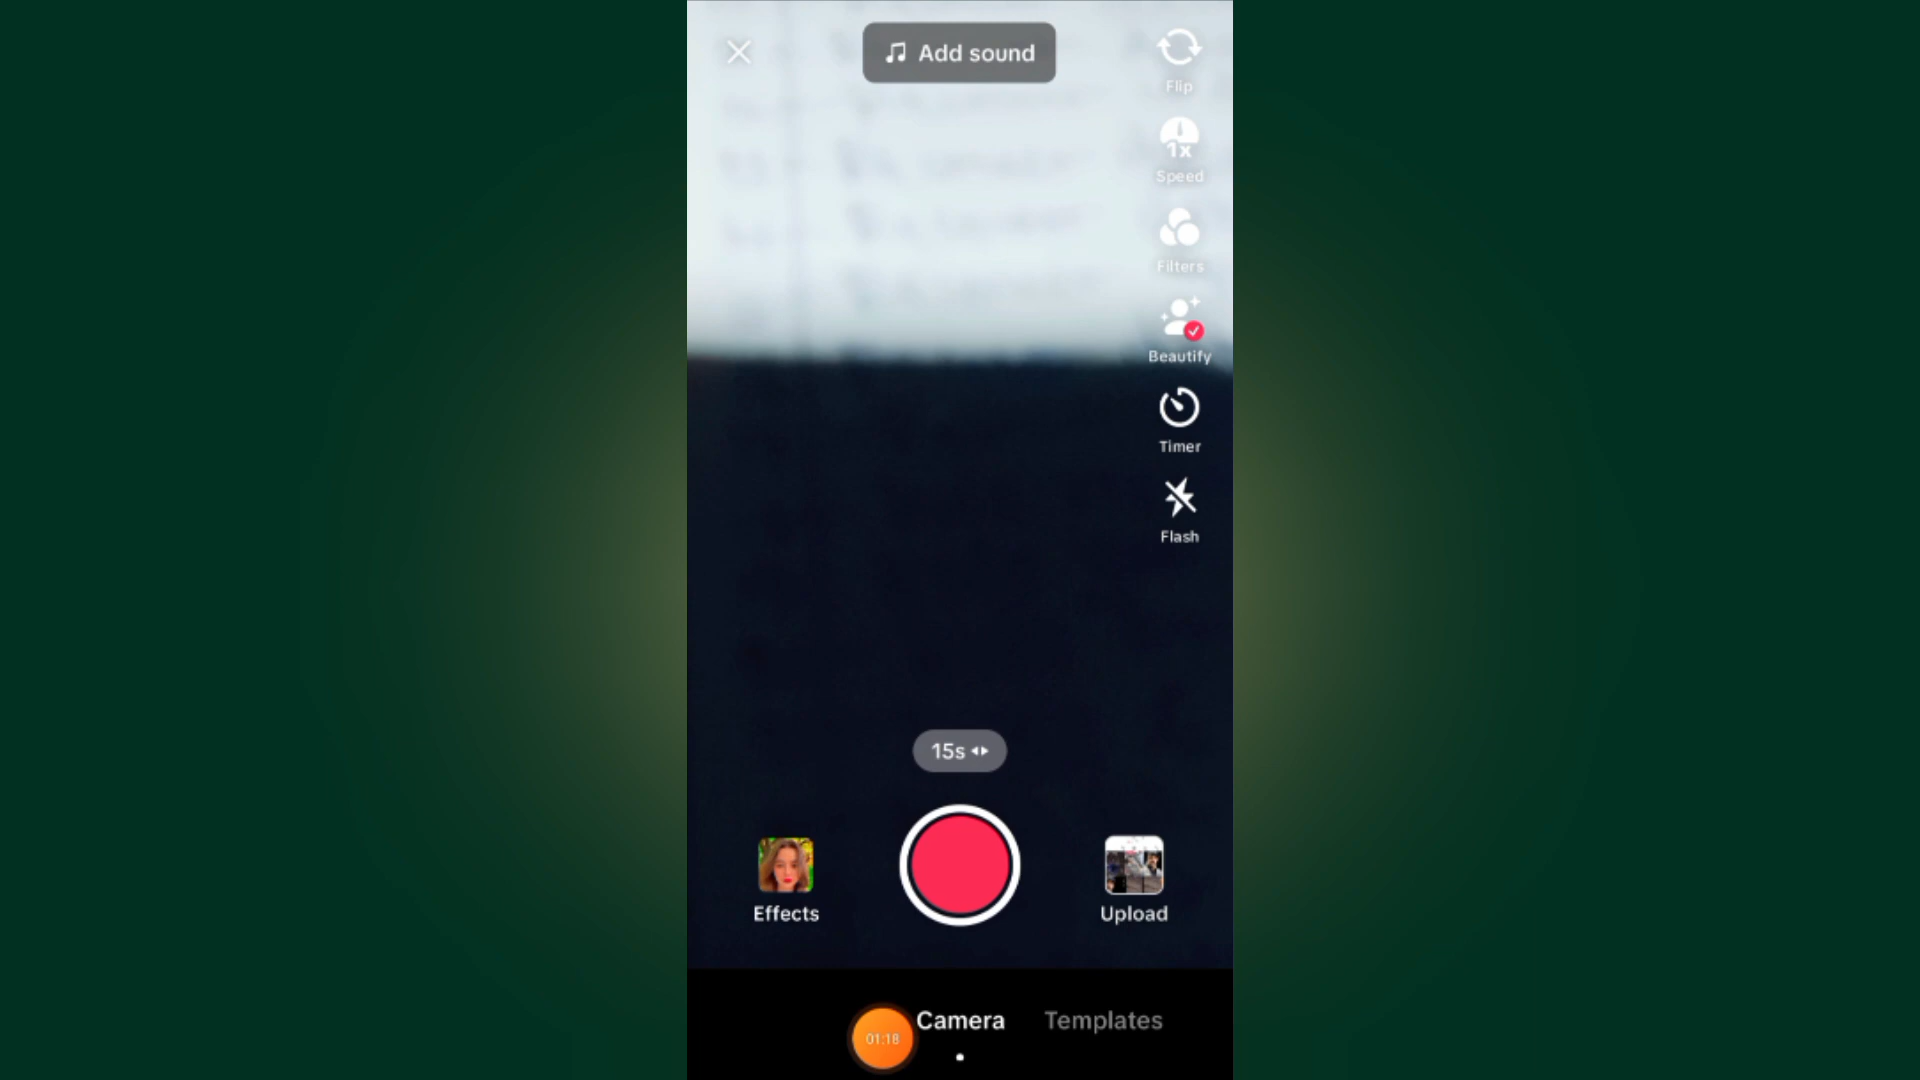 Add sound
Flip
1x
Speed
Filters
Beautify
Timer
Flash
15s
Effects
Upload
Camera
Templates
01:18